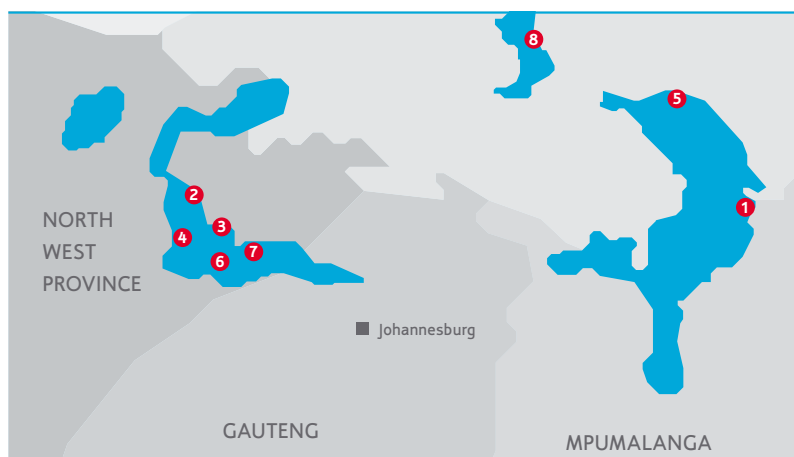 8
5
2
1
3
NORTH
WEST
PROVINCE
4
7
6
Johannesburg
GAUTENG
MPUMALANGA